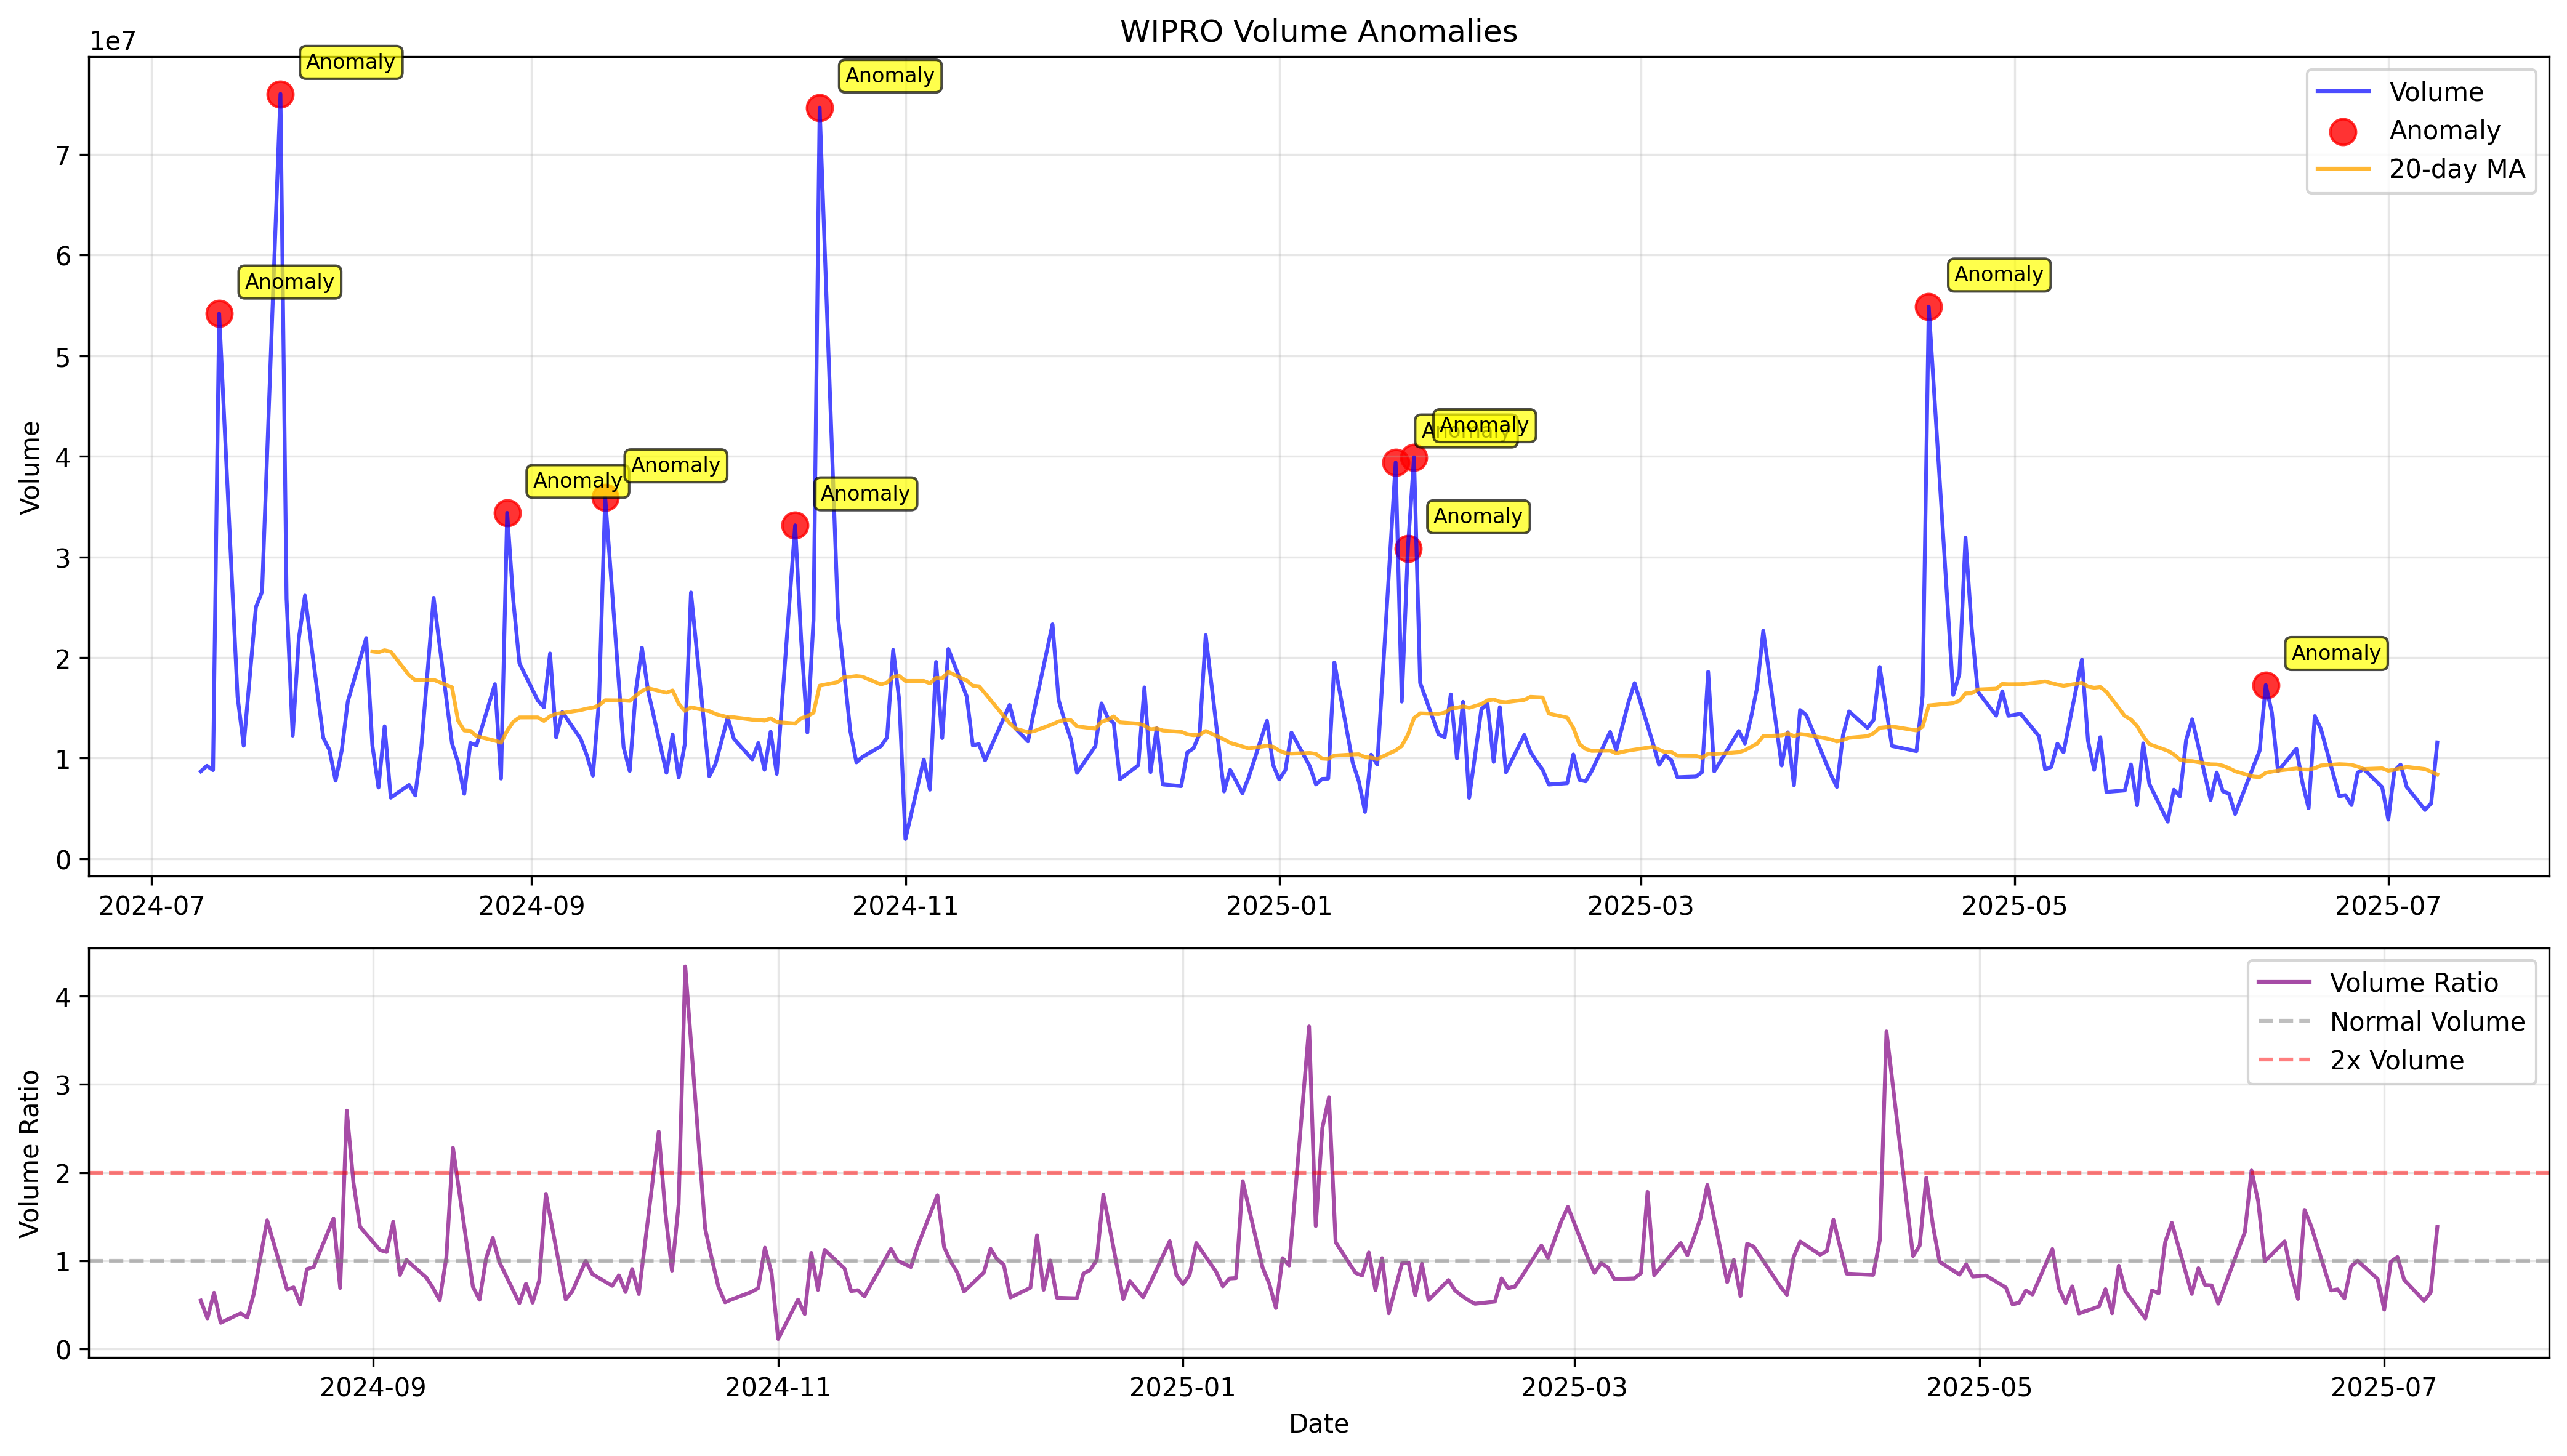 WIPRO Volume Anomalies
1e7
Anomaly
Anomaly
Volume
Anomaly
20-day MA
7
6
5
4
3
2
1
0
Volume
Anomaly
Anomaly
Anomaly
Anomaly
Anomaly
Anomaly
Anomaly
Anomaly
Anomaly
2024-07
2024-09
2024-11
2025-01
2025-03
2025-05
2025-07
Volume Ratio
Normal Volume
2x Volume
4
3
2
1
0
Volume Ratio
2024-09
2024-11
2025-01
2025-03
2025-05
2025-07
Date